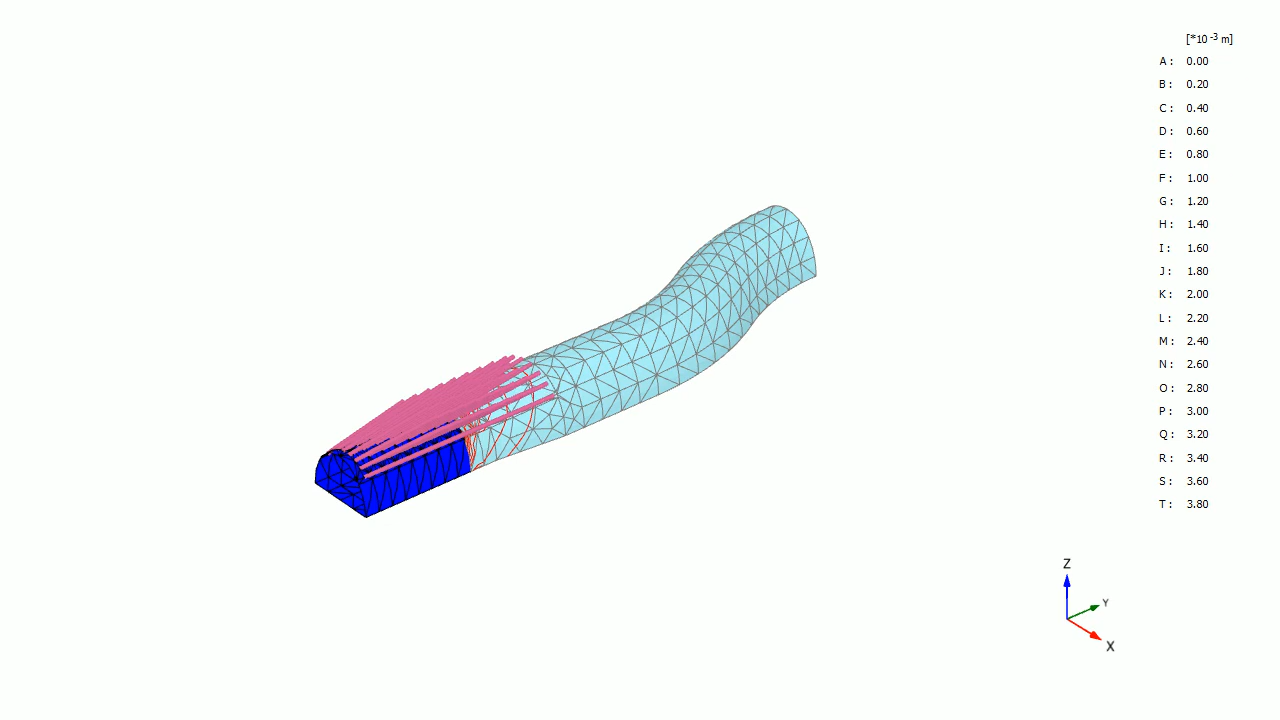 [*10 -3 m]
A : 0.00
B : 0.20
C : 0.40
D : 0.60
E : 0.80
F : 1.00
G : 1.20
H : 1.40
I : 1.60
J : 1.80
K : 2.00
L : 2.20
M : 2.40
N : 2.60
O : 2.80
P : 3.00
Q : 3.20
R : 3.40
S : 3.60
T : 3.80
Z
Y
X